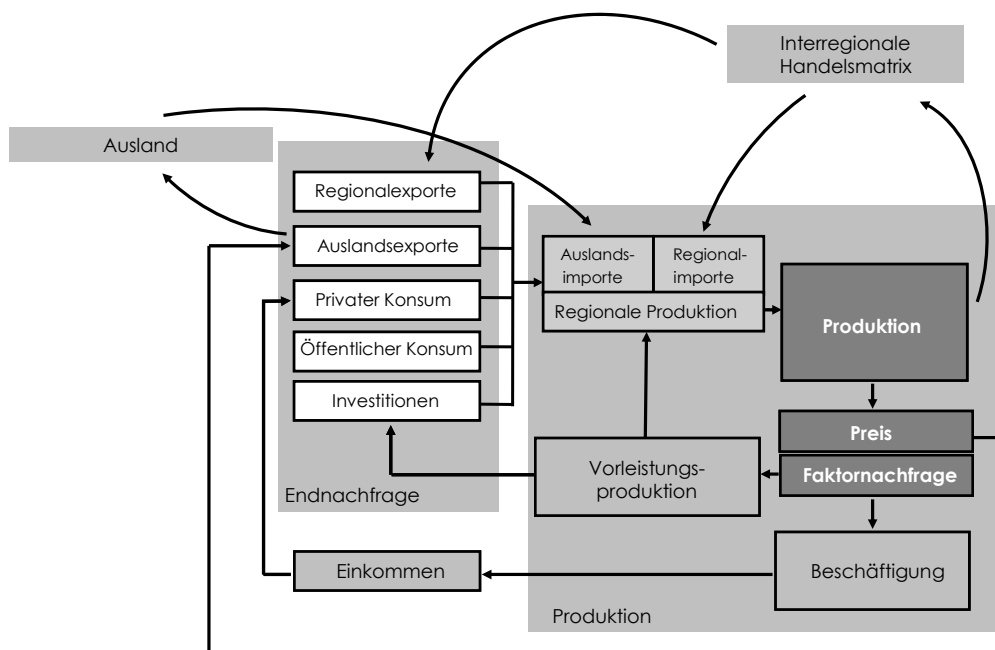 Interregionale
Handelsmatrix
Ausland
Regionalexporte
Auslandsexporte
Privater Konsum
Öffentlicher Konsum
Investitionen
Endnachfrage
Auslands-
importe
Regional-
importe
Regionale Produktion
Produktion
Preis
Faktornachfrage
Vorleistungs-
produktion
Einkommen
Beschäftigung
Produktion